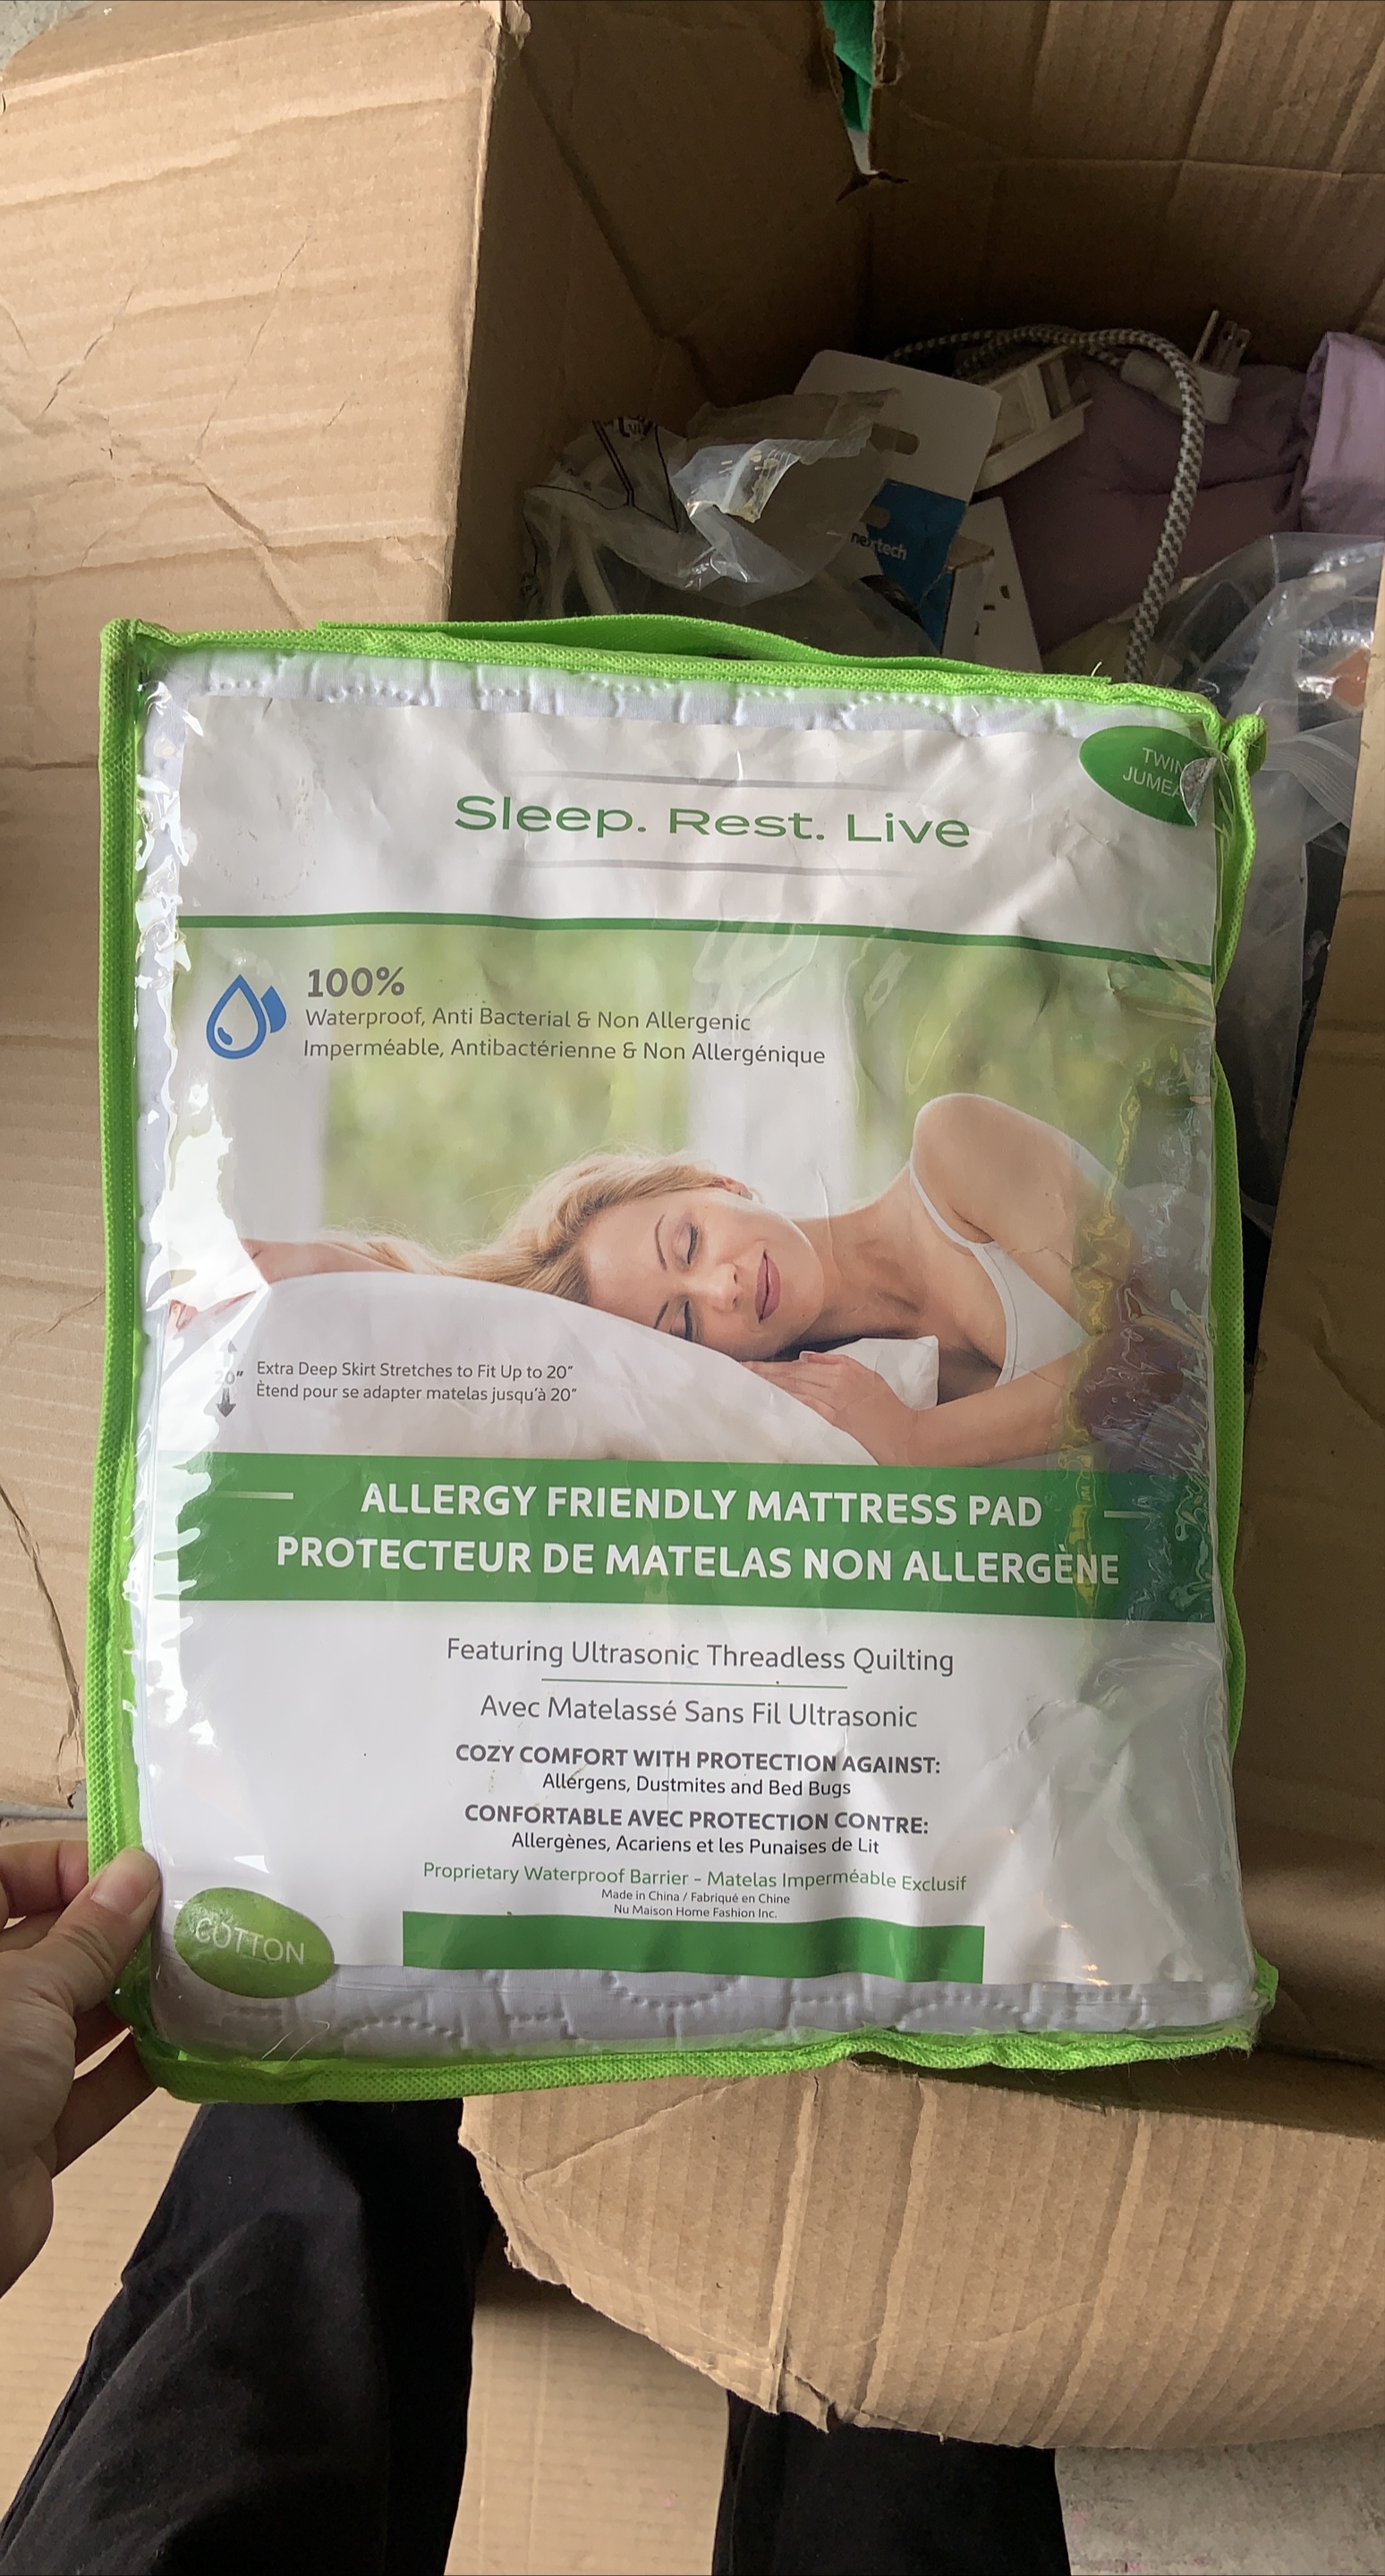 nextech
TWIN
Sleep. Rest. Live
100%
Waterproof, Anti Bacterial & Non Allergenic
Imperméable, Antibactérienne & Non Allergénique
20"
Extra Deep Skirt Stretches to Fit Up to 20"
Ètend pour se adapter matelas jusqu'à 20"
ALLERGY FRIENDLY MATTRESS PAD
PROTECTEUR DE MATELAS NON ALLERGÈNE
Featuring Ultrasonic Threadless Quilting
Avec Matelassé Sans Fil Ultrasonic
COZY COMFORT WITH PROTECTION AGAINST:
Allergens, Dustmites and Bed Bugs
CONFORTABLE AVEC PROTECTION CONTRE:
Allergènes, Acariens et les Punaises de Lit
Proprietary Waterproof Barrier - Matelas Imperméable Exclusif
Made in China / Fabriqué en Chine
Nu Maison Home Fashion Inc.
COTTON